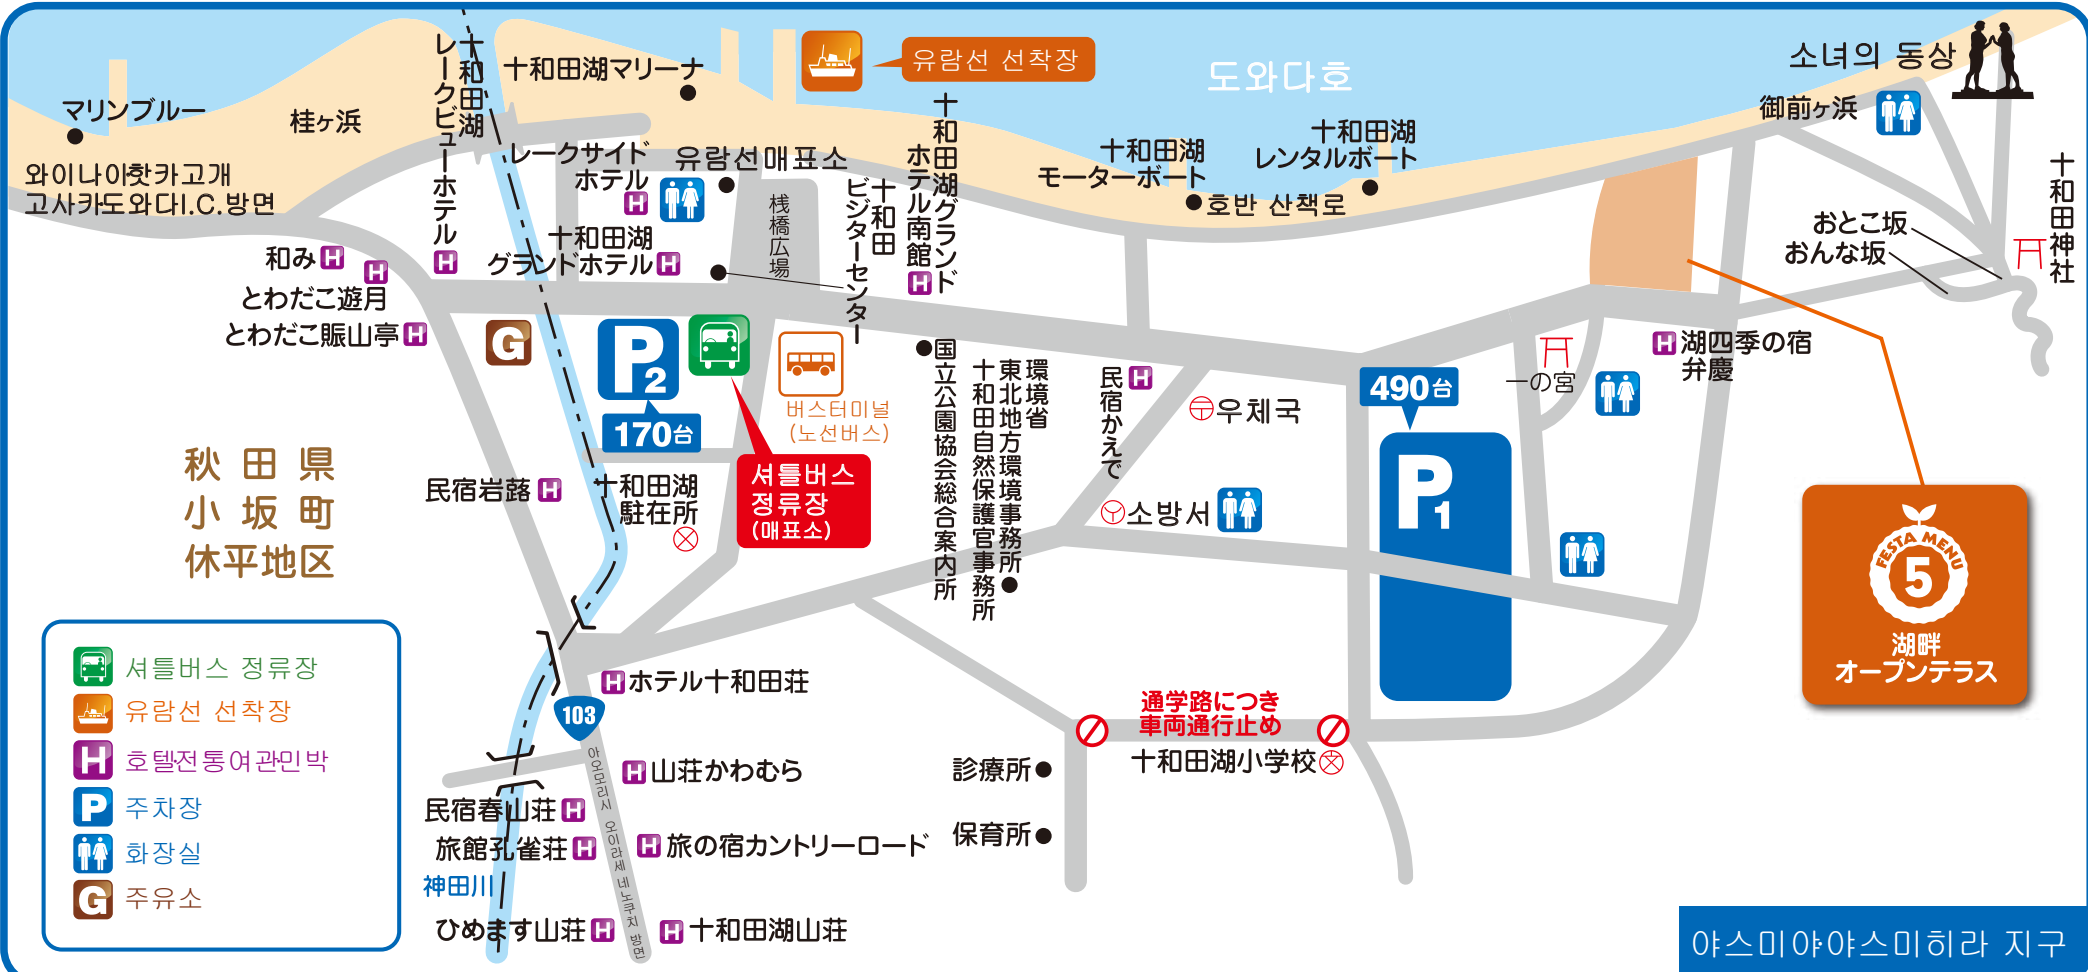 소녀의 동상
유람선 선착장
도와다호
十和田湖マリーナ
十和田湖
レークビューホテル
マリンブルー
桂ヶ浜
御前ヶ浜
十和田湖
モーターボート
十和田湖
レンタルボート
호반 산책로
와이나이핫카고개
고사카도와다I.C.방면
レークサイド
ホテル
H
유람선매표소
桟橋広場
十和田
ビジターセンター
十和田湖グランド
ホテル南館
H
十和田神社
おとこ坂
おんな坂
和み
H
H
とわだこ遊月
とわだこ賑山亭
H
H
十和田湖
グランドホテル
H
G
P2
170台
버스터미널
(노선버스)
셔틀버스
정류장
(매표소)
国立公園協会総合案内所
環境省
東北地方環境事務所
十和田自然保護官事務所
民宿かえで
H
우체국
소방서
490台
P1
一の宮
H
湖四季の宿
弁慶
秋田県
小坂町
休平地区
民宿岩蕗
H
十和田湖
駐在所
FESTA MENU
5
湖畔
オープンテラス
셔틀버스 정류장
유람선 선착장
H
호텔전통여관민박
P
주차장
화장실
G
주유소
H
ホテル十和田荘
103
아오모리시 오이라세 네노쿠치 방면
通学路につき
車両通行止め
十和田湖小学校
文
H
山荘かわむら
診療所
民宿春山荘
H
旅館孔雀荘
H
H
旅の宿カントリーロード
保育所
神田川
ひめます山荘
H
H
十和田湖山荘
야스미야야스미히라 지구